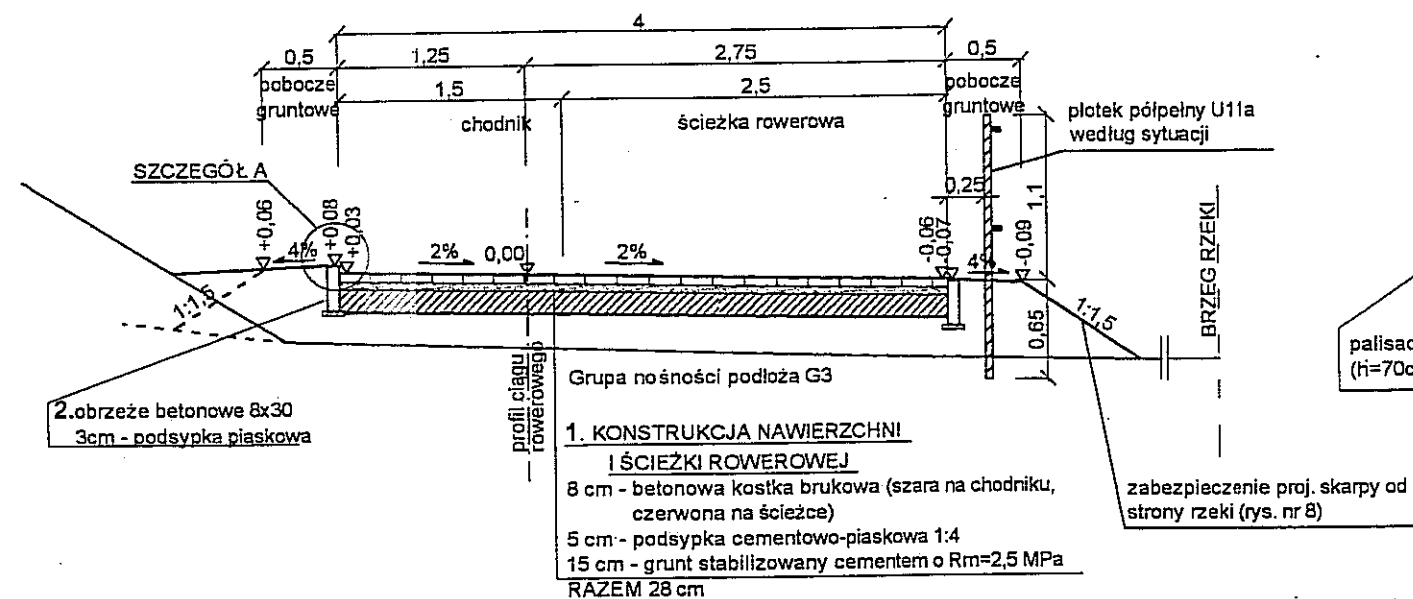 4
0,5
1,25
2,75
0,5
pobocze
gruntowe
1,5
2,5
pobocze
gruntowe
chodnik
ścieżka rowerowa
płotek półpełny U11a
według sytuacji
SZCZEGÓŁ A
0,25
1,1
+0,06
+0,08
+0,03
4%
2%
0,00
2%
-0,06
-0,07
4%
-0,09
BRZEG RZEKI
1:1,5
1:1,5
0,65
profil ciągu
rowerowego
Grupa nośności podłoża G3
palisad
(h=70c
2.obrzeże betonowe 8x30
3cm - podsypka piaskowa
1. KONSTRUKCJA NAWIERZCHNI
I ŚCIEŻKI ROWEROWEJ
8 cm - betonowa kostka brukowa (szara na chodniku,
czerwona na ścieżce)
5 cm - podsypka cementowo-piaskowa 1:4
15 cm - grunt stabilizowany cementem o Rm=2,5 MPa
RAZEM 28 cm
zabezpieczenie proj. skarpy od
strony rzeki (rys. nr 8)